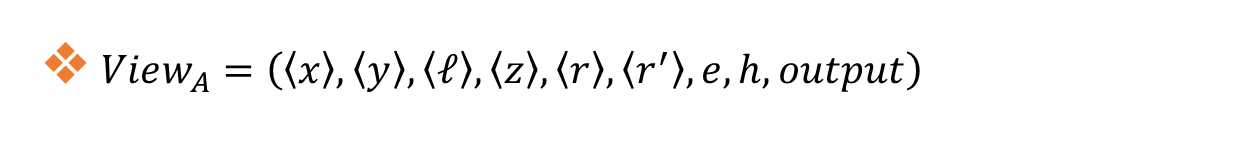 ❖ 𝑉𝑖𝑒𝑤_𝐴 = (⟨𝑥⟩, ⟨𝑦⟩, ⟨ℓ⟩, ⟨𝑧⟩, ⟨𝑟⟩, ⟨𝑟′⟩, 𝑒, ℎ, 𝑜𝑢𝑡𝑝𝑢𝑡)